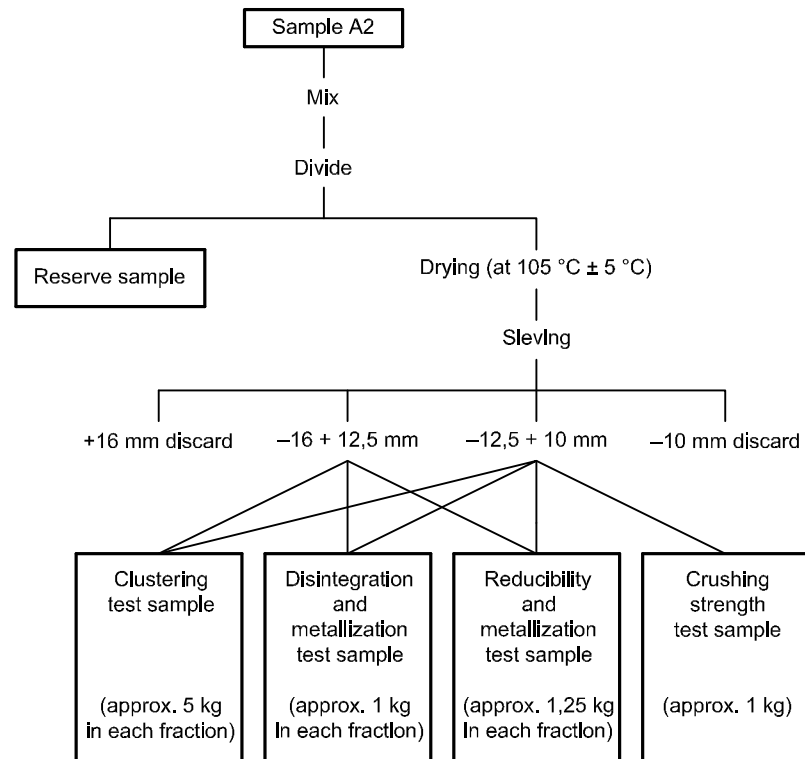 Sample A2
Mix
Divide
Reserve sample
Drying (at 105 °C ± 5 °C)
Sieving
+16 mm discard
–16 + 12,5 mm
–12,5 + 10 mm
–10 mm discard
Clustering
test sample
(approx. 5 kg
in each fraction)
Disintegration
and
metallization
test sample
(approx. 1 kg
in each fraction)
Reducibility
and
metallization
test sample
(approx. 1,25 kg
in each fraction)
Crushing
strength
test sample
(approx. 1 kg)